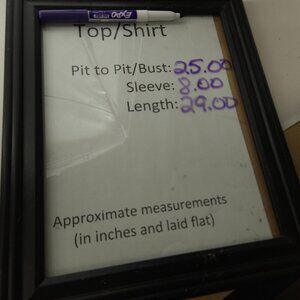 EXPO
Top/Shirt
Pit to Pit/Bust: 25.00
Sleeve: 8.00
Length: 29.00
Approximate measurements
(in inches and laid flat)